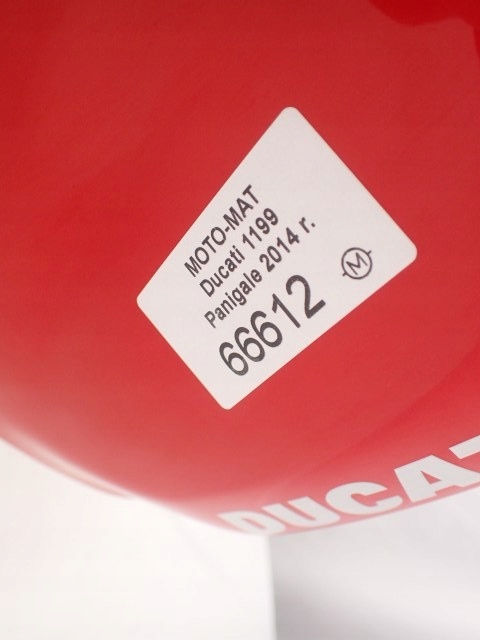 MOTO-MAT
Ducati 1199
Panigale 2014 r.
66612
M
DUCAT